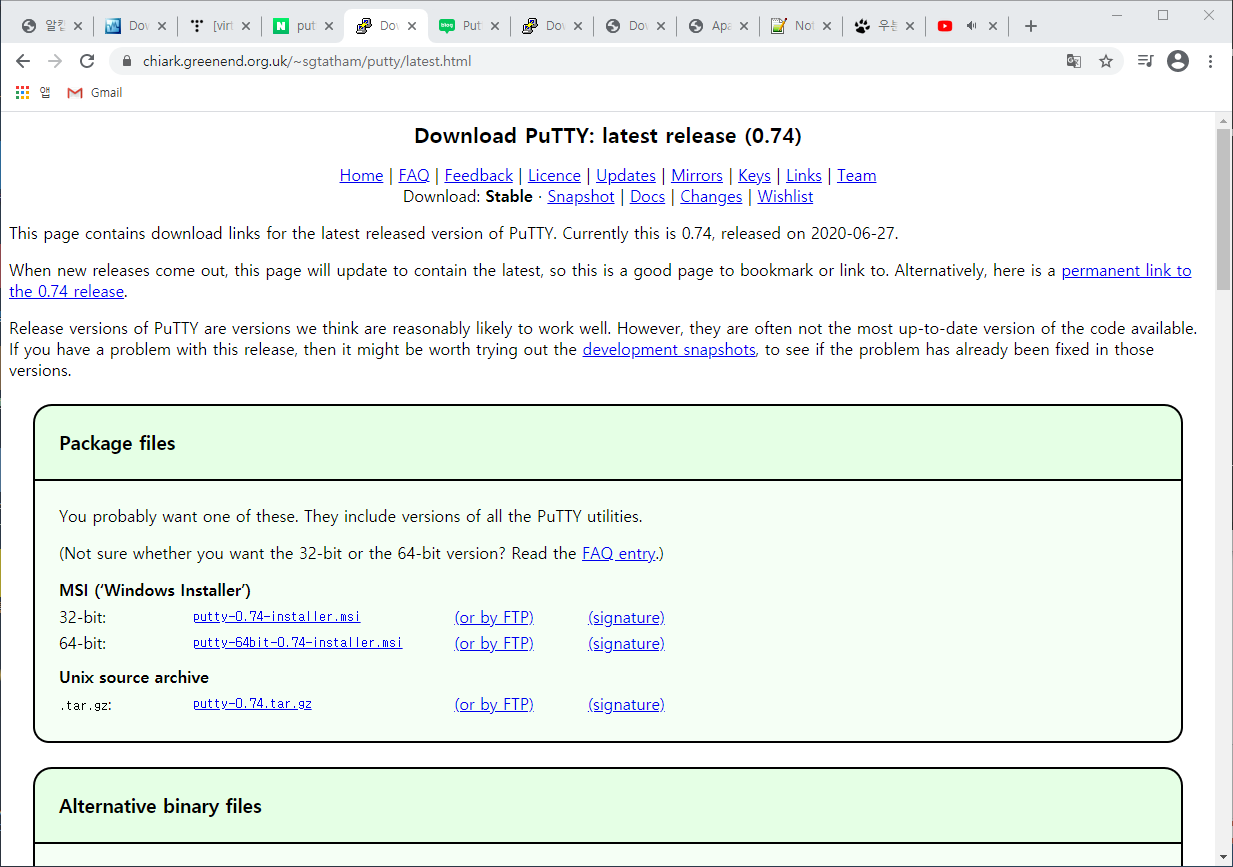 알킴
Dov
[virt
put
Dov
Put
Dov
Dov
Apa
Not
우분
chiark.greenend.org.uk/~sgtatham/putty/latest.html
앱 Gmail
Download PuTTY: latest release (0.74)
Home | FAQ | Feedback | Licence | Updates | Mirrors | Keys | Links | Team
Download: Stable · Snapshot | Docs | Changes | Wishlist
This page contains download links for the latest released version of PuTTY. Currently this is 0.74, released on 2020-06-27.
When new releases come out, this page will update to contain the latest, so this is a good page to bookmark or link to. Alternatively, here is a permanent link to
the 0.74 release.
Release versions of PuTTY are versions we think are reasonably likely to work well. However, they are often not the most up-to-date version of the code available.
If you have a problem with this release, then it might be worth trying out the development snapshots, to see if the problem has already been fixed in those
versions.
Package files
You probably want one of these. They include versions of all the PuTTY utilities.
(Not sure whether you want the 32-bit or the 64-bit version? Read the FAQ entry.)
MSI (‘Windows Installer’)
32-bit: putty-0.74-installer.msi (or by FTP) (signature)
64-bit: putty-64bit-0.74-installer.msi (or by FTP) (signature)
Unix source archive
.tar.gz: putty-0.74.tar.gz (or by FTP) (signature)
Alternative binary files